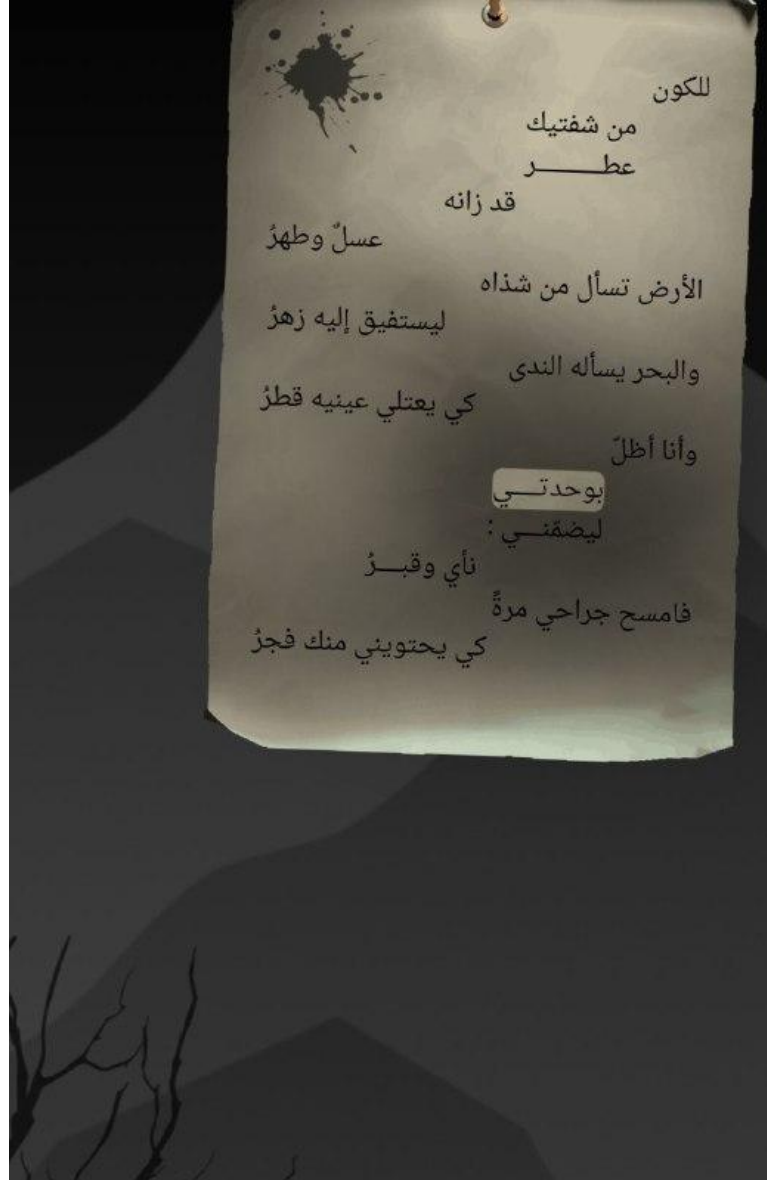 للكون
من شفتيك
عطـــــر
قد زانه
عسلٌ وطهرُ
الأرض تسأل من شذاه
ليستفيق إليه زهرُ
والبحر يسأله الندى
كي يعتلي عينيه قطرُ
وأنا أظلّ
بوحدتـــي
ليضمّنـــي :
نأي وقبـــرُ
فامسح جراحي مرةً
كي يحتويني منك فجرُ